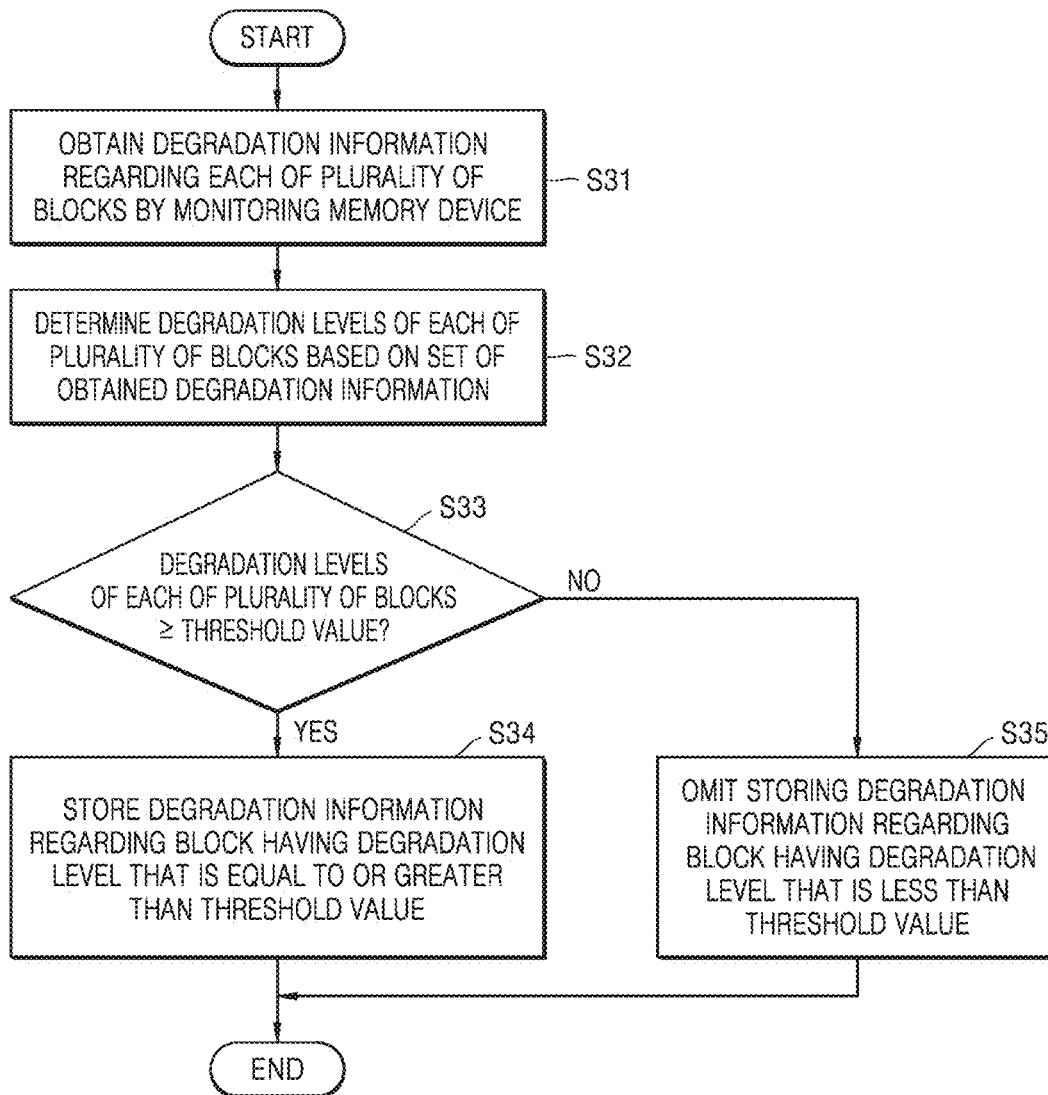 START
OBTAIN DEGRADATION INFORMATION
REGARDING EACH OF PLURALITY OF
BLOCKS BY MONITORING MEMORY DEVICE
S31
DETERMINE DEGRADATION LEVELS OF EACH OF
PLURALITY OF BLOCKS BASED ON SET OF
OBTAINED DEGRADATION INFORMATION
S32
S33
DEGRADATION LEVELS
OF EACH OF PLURALITY OF BLOCKS
≥ THRESHOLD VALUE?
NO
YES
S34
STORE DEGRADATION INFORMATION
REGARDING BLOCK HAVING DEGRADATION
LEVEL THAT IS EQUAL TO OR GREATER
THAN THRESHOLD VALUE
S35
OMIT STORING DEGRADATION
INFORMATION REGARDING
BLOCK HAVING DEGRADATION
LEVEL THAT IS LESS THAN
THRESHOLD VALUE
END